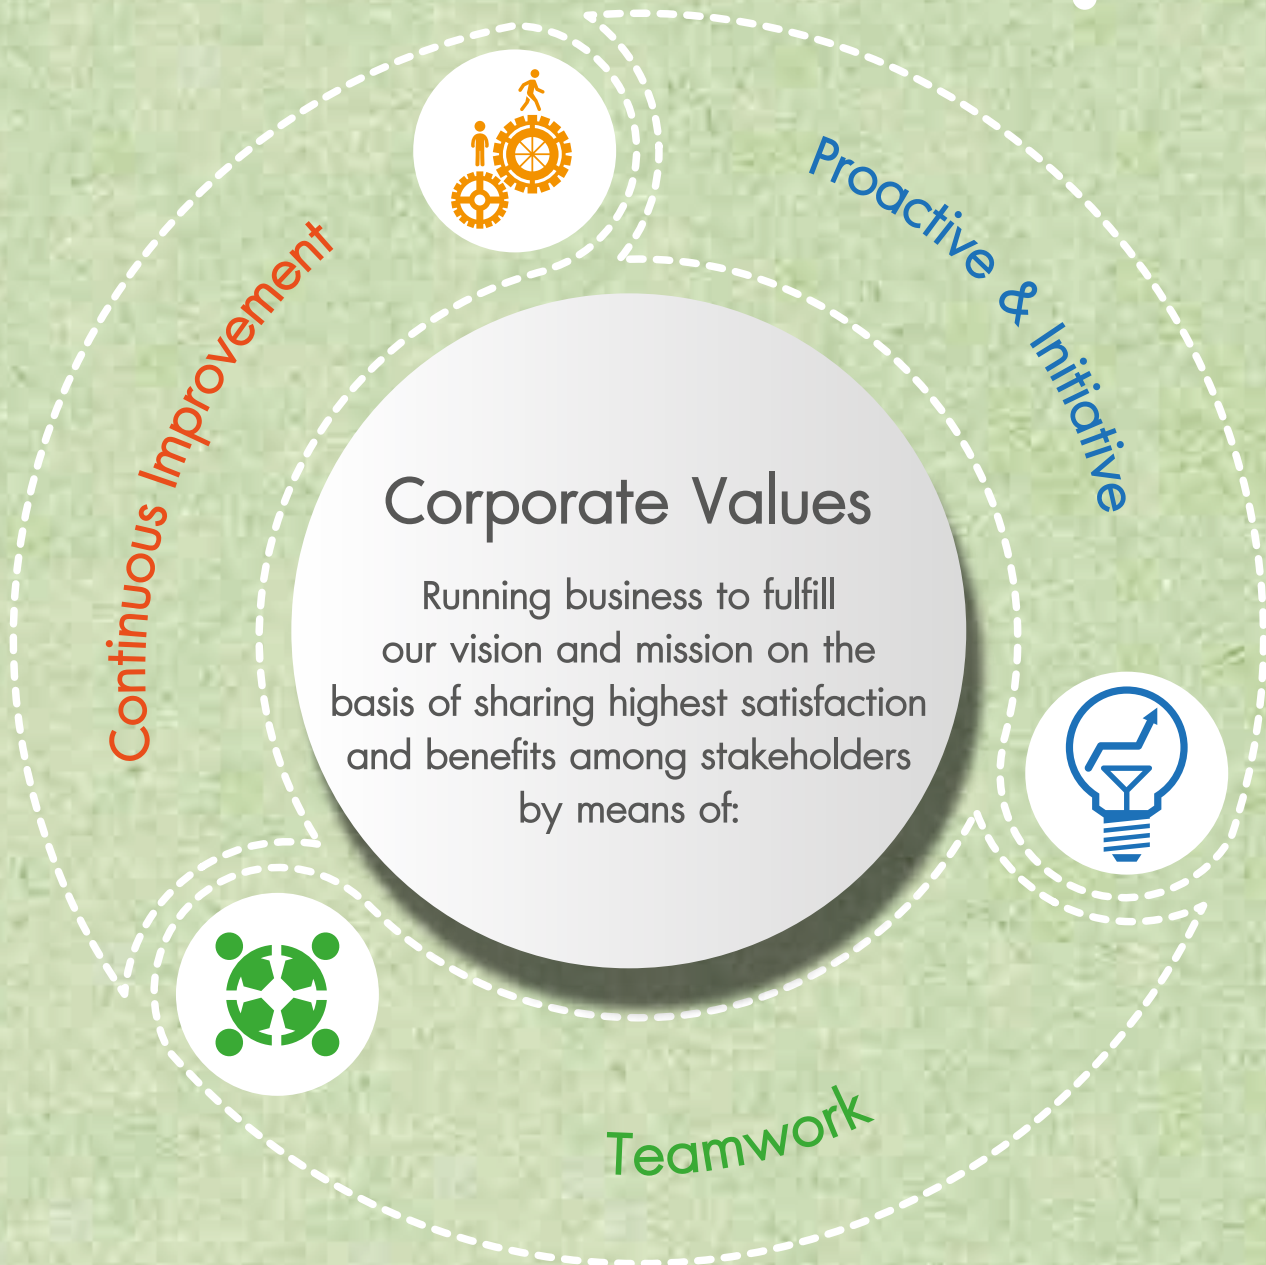 Continuous Improvement
Proactive & Initiative
Corporate Values
Running business to fulfill
our vision and mission on the
basis of sharing highest satisfaction
and benefits among stakeholders
by means of:
Teamwork